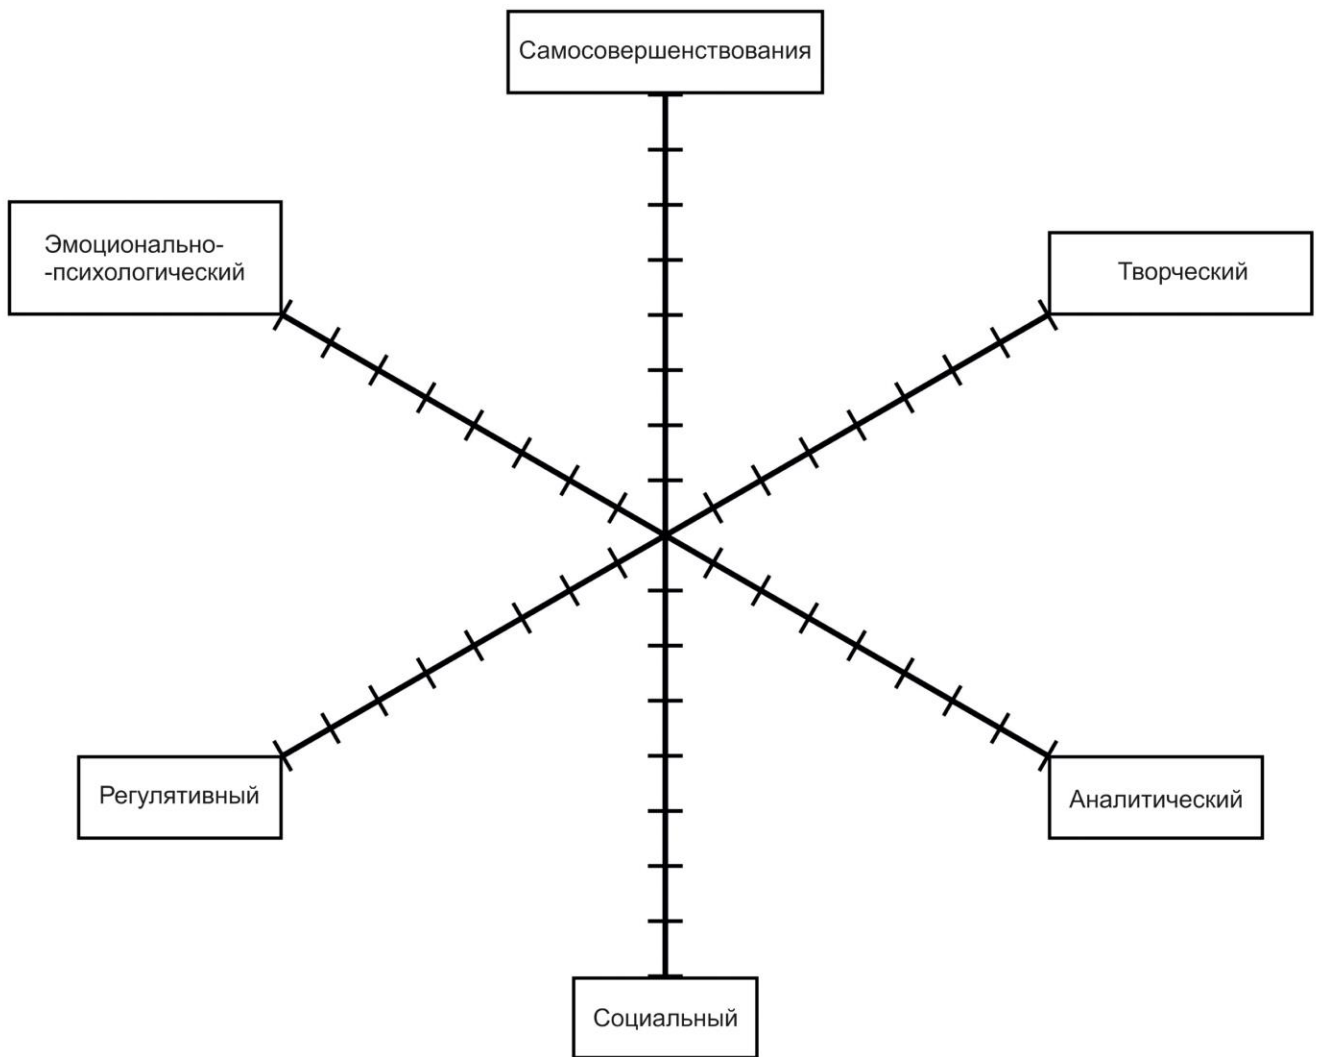 Самосовершенствования
Эмоционально-
-психологический
Творческий
Регулятивный
Аналитический
Социальный